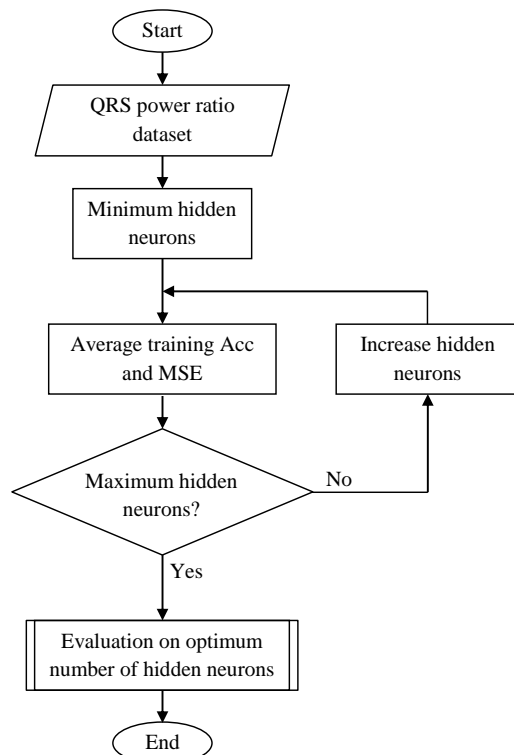 Start
QRS power ratio
dataset
Minimum hidden
neurons
Average training Acc
and MSE
Increase hidden
neurons
Maximum hidden
neurons?
No
Yes
Evaluation on optimum
number of hidden neurons
End